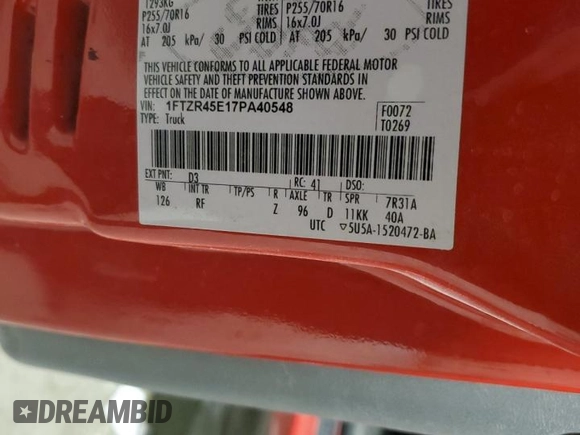 1293KG
P255/70R16 TIRES P255/70R16 TIRES
16x7.0J RIMS 16x7.0J RIMS
AT 205 kPa/ 30 PSI COLD AT 205 kPa/ 30 PSI COLD
THIS VEHICLE CONFORMS TO ALL APPLICABLE FEDERAL MOTOR
VEHICLE SAFETY AND THEFT PREVENTION STANDARDS IN
EFFECT ON THE DATE OF MANUFACTURE SHOWN ABOVE.
VIN: 1FTZR45E17PA40548 F0072
TYPE: Truck T0269
EXT PNT: D3 RC: 41 DSO:
WB INT TR TP/PS R AXLE TR SPR 7R31A
126 RF Z 96 D 11KK 40A
UTC ▽5U5A-1520472-BA
DREAMBID